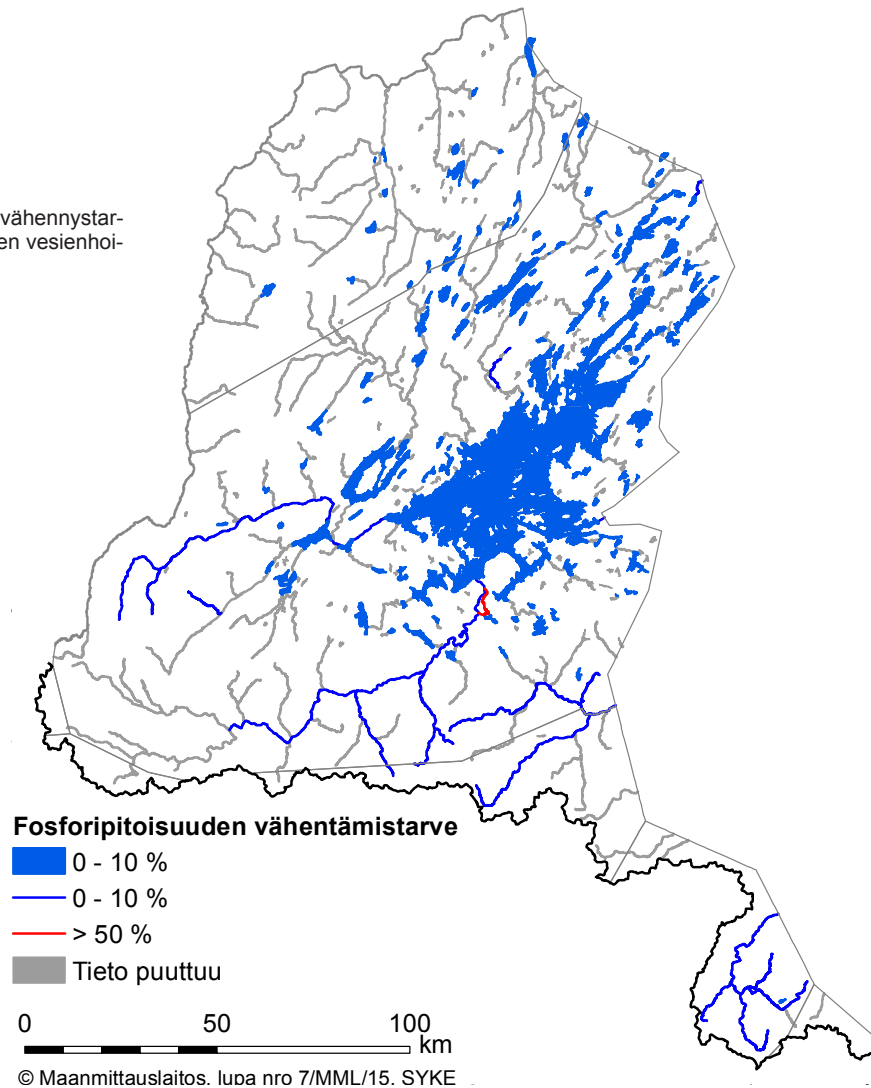 vähennystar-
en vesienhoi-
Fosforipitoisuuden vähentämistarve
0 - 10 %
0 - 10 %
> 50 %
Tieto puuttuu
0 50 100
km
© Maanmittauslaitos, lupa nro 7/MML/15, SYKE